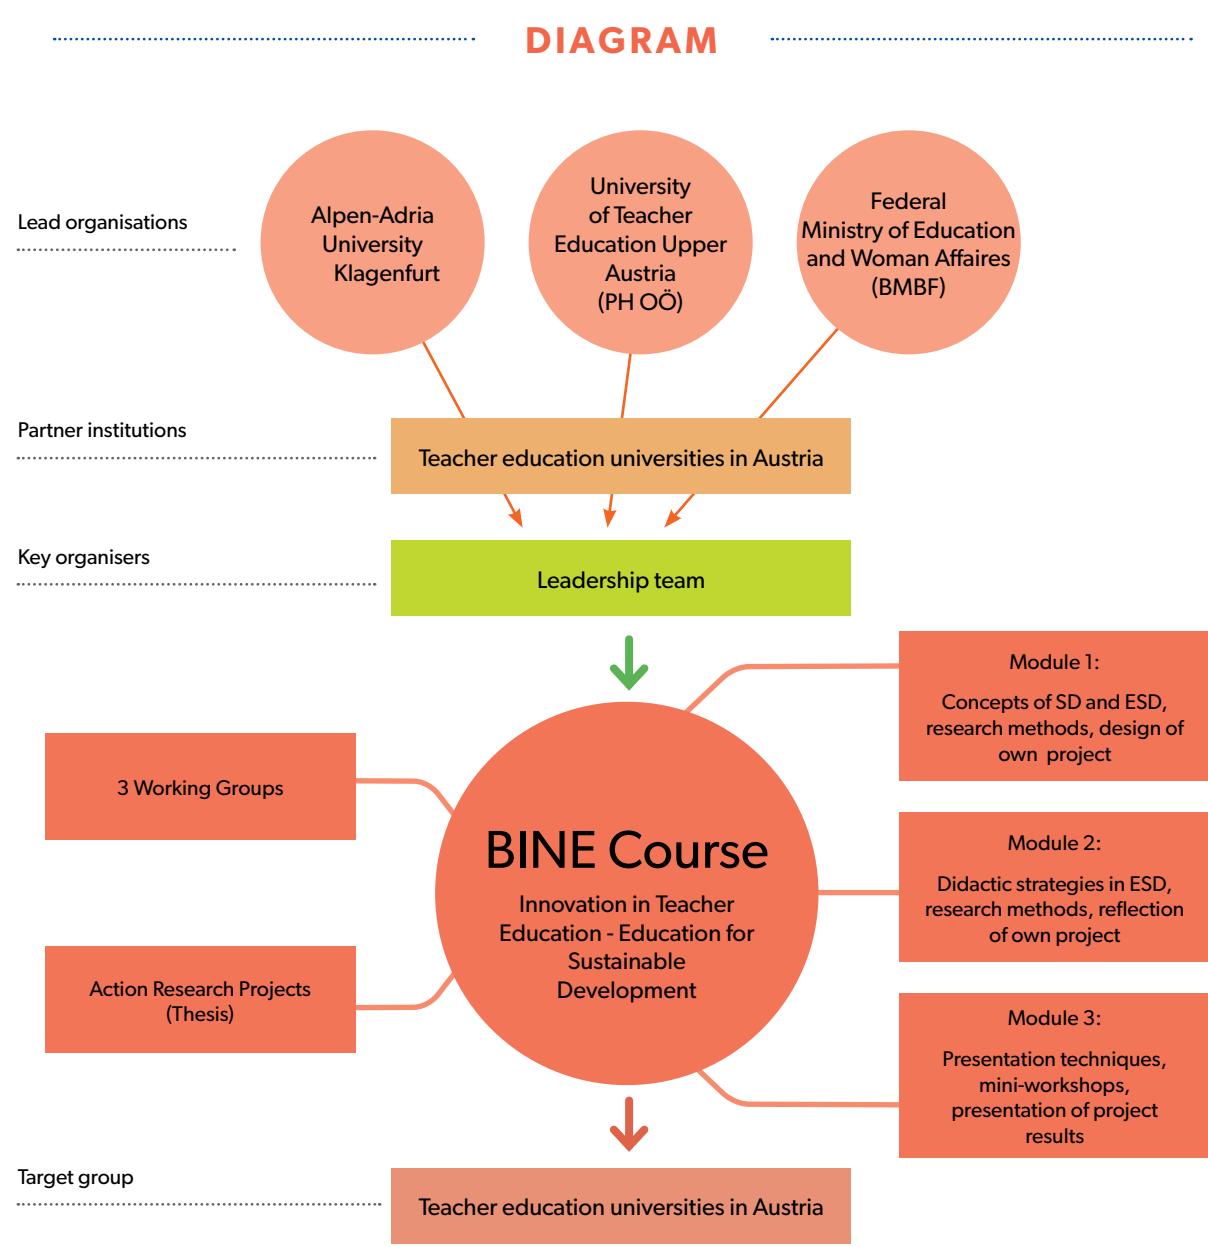 DIAGRAM
Lead organisations
Alpen-Adria
University
Klagenfurt
University
of Teacher
Education Upper
Austria
(PH OÖ)
Federal
Ministry of Education
and Woman Affaires
(BMBF)
Partner institutions
Teacher education universities in Austria
Key organisers
Leadership team
3 Working Groups
Action Research Projects
(Thesis)
BINE Course
Innovation in Teacher
Education - Education for
Sustainable
Development
Module 1:
Concepts of SD and ESD,
research methods, design of
own project
Module 2:
Didactic strategies in ESD,
research methods, reflection
of own project
Module 3:
Presentation techniques,
mini-workshops,
presentation of project
results
Target group
Teacher education universities in Austria